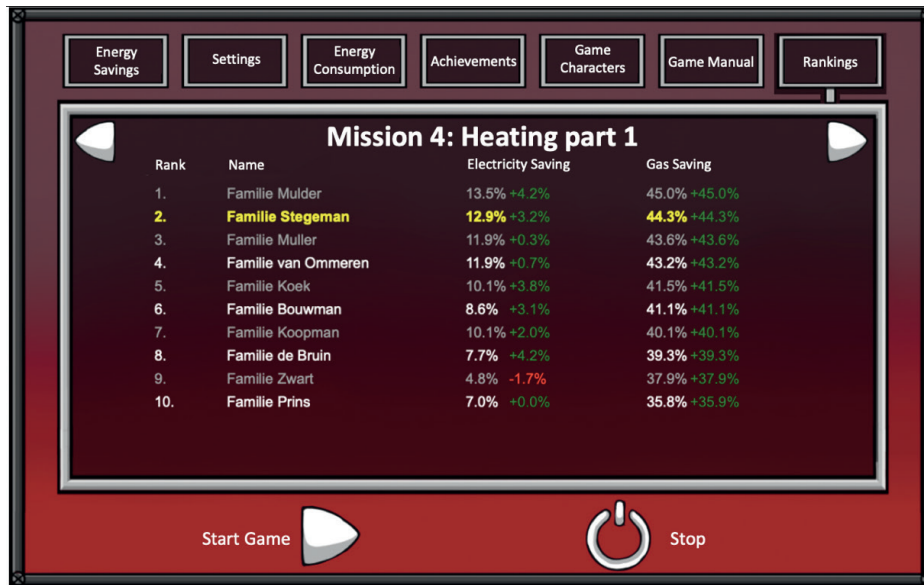 Energy
Savings
Settings
Energy
Consumption
Achievements
Game
Characters
Game Manual
Rankings
Mission 4: Heating part 1
Rank Name Electricity Saving Gas Saving
1. Familie Mulder 13.5% +4.2% 45.0% +45.0%
2. Familie Stegeman 12.9% +3.2% 44.3% +44.3%
3. Familie Muller 11.9% +0.3% 43.6% +43.6%
4. Familie van Ommeren 11.9% +0.7% 43.2% +43.2%
5. Familie Koek 10.1% +3.8% 41.5% +41.5%
6. Familie Bouwman 8.6% +3.1% 41.1% +41.1%
7. Familie Koopman 10.1% +2.0% 40.1% +40.1%
8. Familie de Bruin 7.7% +4.2% 39.3% +39.3%
9. Familie Zwart 4.8% -1.7% 37.9% +37.9%
10. Familie Prins 7.0% +0.0% 35.8% +35.9%
Start Game
Stop